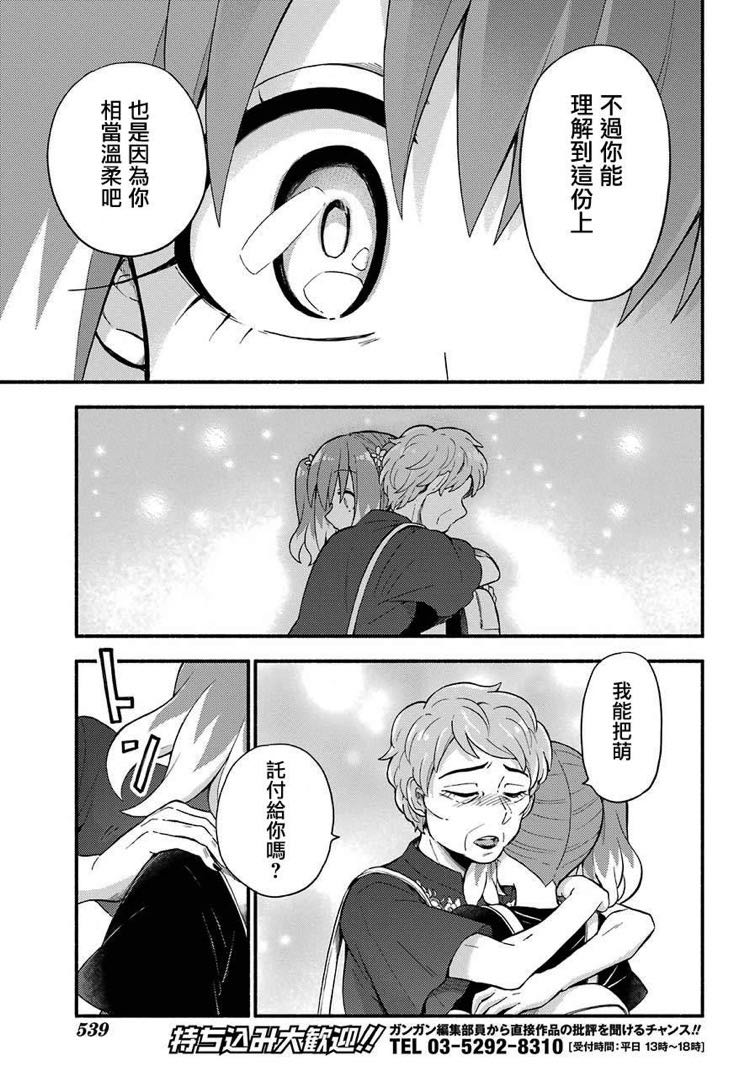 不過你能
理解到這份上
也是因為你
相當溫柔吧
我能把萌
託付給你嗎？
トン
539
持ち込み大歓迎!!
ガンガン編集部員から直接作品の批評を聞けるチャンス!!
TEL 03-5292-8310 [受付時間：平日 13時～18時]